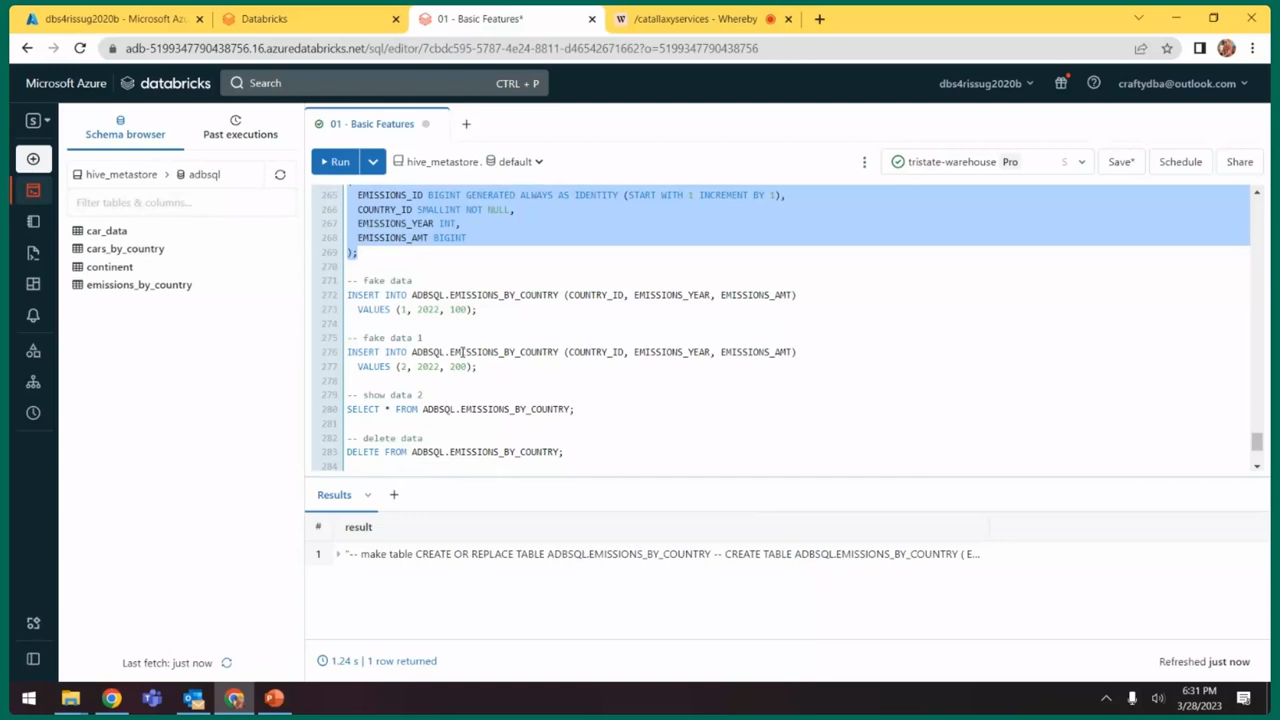 dbs4rissug2020b - Microsoft Azu
Databricks
01 - Basic Features*
/catallaxyservices - Whereby
adb-5199347790438756.16.azuredatabricks.net/sql/editor/7cbdc595-5787-4e24-8811-d46542671662?o=5199347790438756
Microsoft Azure
databricks
Search
CTRL + P
dbs4rissug2020b
craftydba@outlook.com
S
Schema browser
Past executions
01 - Basic Features
Run
hive_metastore. default
tristate-warehouse Pro S
Save*
Schedule
Share
hive_metastore > adbsql
Filter tables & columns...
car_data
cars_by_country
continent
emissions_by_country
265 EMISSIONS_ID BIGINT GENERATED ALWAYS AS IDENTITY (START WITH 1 INCREMENT BY 1),
266 COUNTRY_ID SMALLINT NOT NULL,
267 EMISSIONS_YEAR INT,
268 EMISSIONS_AMT BIGINT
269 );
270
271 -- fake data
272 INSERT INTO ADBSQL.EMISSIONS_BY_COUNTRY (COUNTRY_ID, EMISSIONS_YEAR, EMISSIONS_AMT)
273 VALUES (1, 2022, 100);
274
275 -- fake data 1
276 INSERT INTO ADBSQL.EMISSIONS_BY_COUNTRY (COUNTRY_ID, EMISSIONS_YEAR, EMISSIONS_AMT)
277 VALUES (2, 2022, 200);
278
279 -- show data 2
280 SELECT * FROM ADBSQL.EMISSIONS_BY_COUNTRY;
281
282 -- delete data
283 DELETE FROM ADBSQL.EMISSIONS_BY_COUNTRY;
284
Results
# result
1 "-- make table CREATE OR REPLACE TABLE ADBSQL.EMISSIONS_BY_COUNTRY -- CREATE TABLE ADBSQL.EMISSIONS_BY_COUNTRY ( E...
Last fetch: just now
1.24 s | 1 row returned
Refreshed just now
6:31 PM
3/28/2023